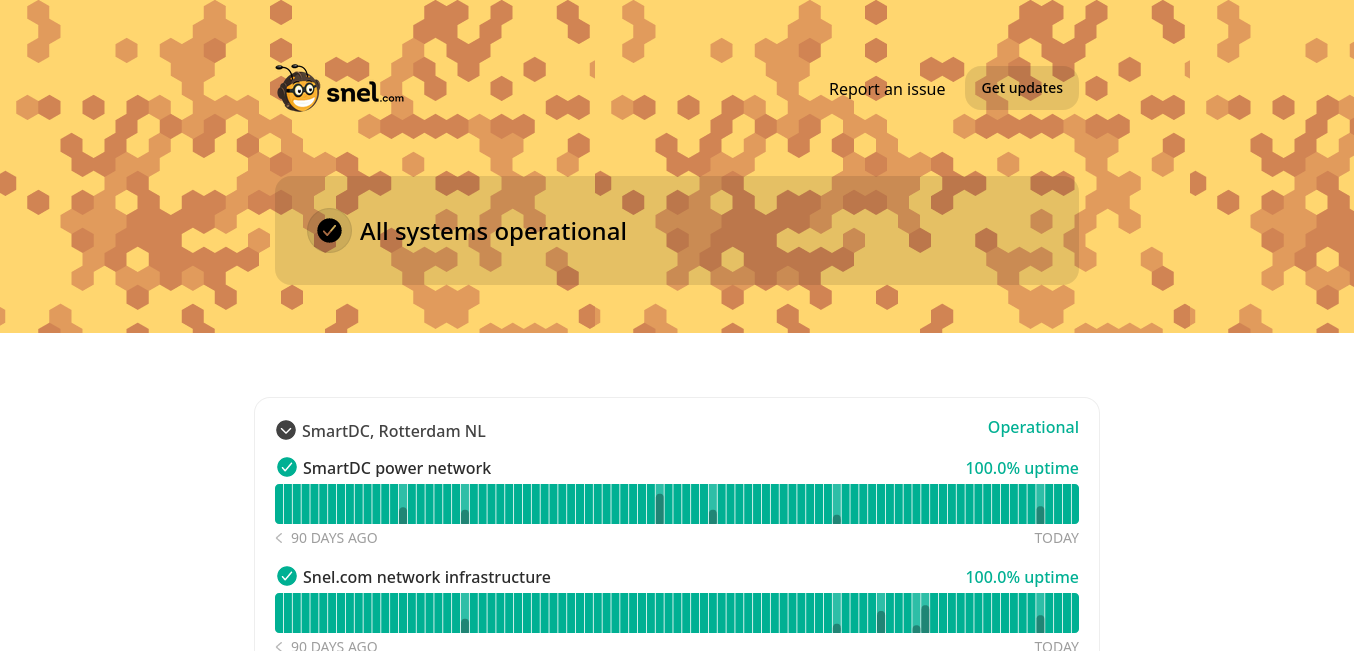 snel.com
Report an issue
Get updates
All systems operational
SmartDC, Rotterdam NL
Operational
SmartDC power network
100.0% uptime
90 DAYS AGO
TODAY
Snel.com network infrastructure
100.0% uptime
90 DAYS AGO
TODAY